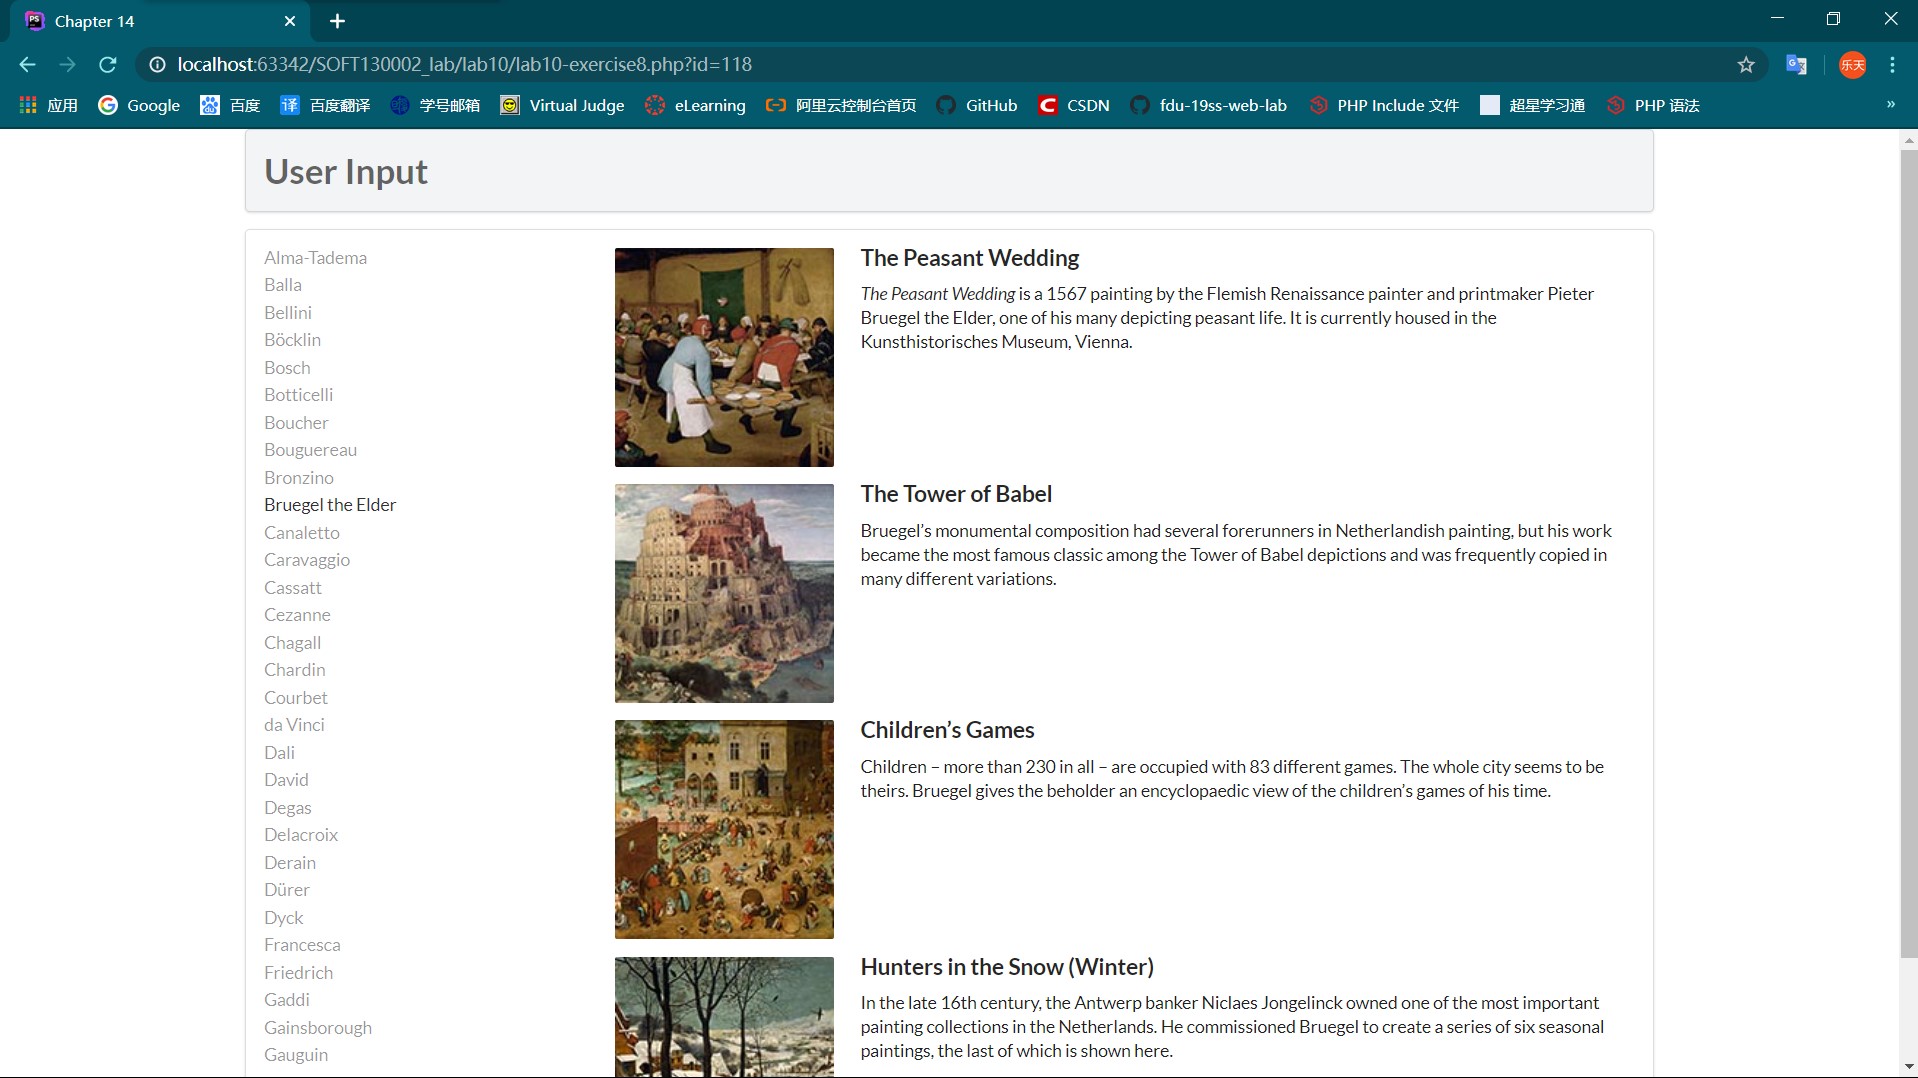 Chapter 14
localhost:63342/SOFT130002_lab/lab10/lab10-exercise8.php?id=118
乐天
应用 Google 百度 译 百度翻译 学号邮箱 Virtual Judge eLearning 阿里云控制台首页 GitHub CSDN fdu-19ss-web-lab PHP Include 文件 超星学习通 PHP 语法 »
User Input
Alma-Tadema
Balla
Bellini
Böcklin
Bosch
Botticelli
Boucher
Bouguereau
Bronzino
Bruegel the Elder
Canaletto
Caravaggio
Cassatt
Cezanne
Chagall
Chardin
Courbet
da Vinci
Dali
David
Degas
Delacroix
Derain
Dürer
Dyck
Francesca
Friedrich
Gaddi
Gainsborough
Gauguin
The Peasant Wedding
The Peasant Wedding is a 1567 painting by the Flemish Renaissance painter and printmaker Pieter
Bruegel the Elder, one of his many depicting peasant life. It is currently housed in the
Kunsthistorisches Museum, Vienna.
The Tower of Babel
Bruegel’s monumental composition had several forerunners in Netherlandish painting, but his work
became the most famous classic among the Tower of Babel depictions and was frequently copied in
many different variations.
Children’s Games
Children – more than 230 in all – are occupied with 83 different games. The whole city seems to be
theirs. Bruegel gives the beholder an encyclopaedic view of the children’s games of his time.
Hunters in the Snow (Winter)
In the late 16th century, the Antwerp banker Niclaes Jongelinck owned one of the most important
painting collections in the Netherlands. He commissioned Bruegel to create a series of six seasonal
paintings, the last of which is shown here.